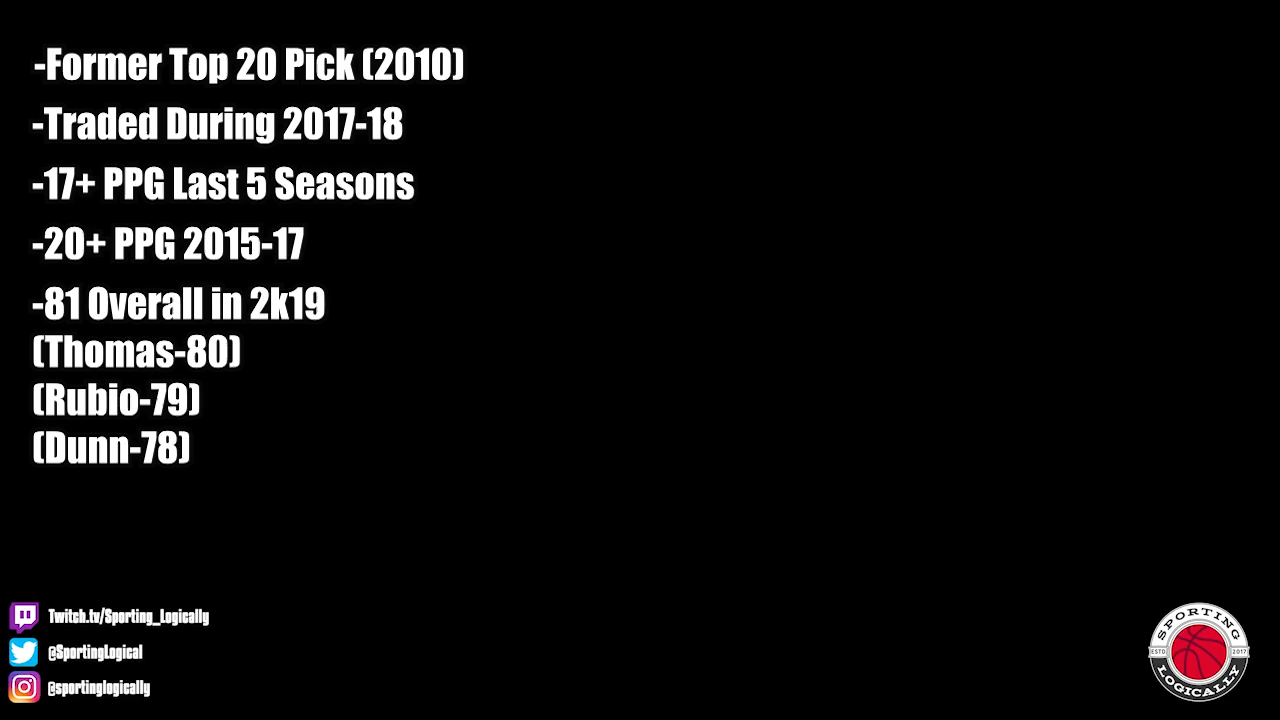 -Former Top 20 Pick (2010)
-Traded During 2017-18
-17+ PPG Last 5 Seasons
-20+ PPG 2015-17
-81 Overall in 2k19
(Thomas-80)
(Rubio-79)
(Dunn-78)
Twitch.tv/Sporting_Logically
@SportingLogical
@sportinglogically
SPORTING
ESTD 2017
LOGICALLY